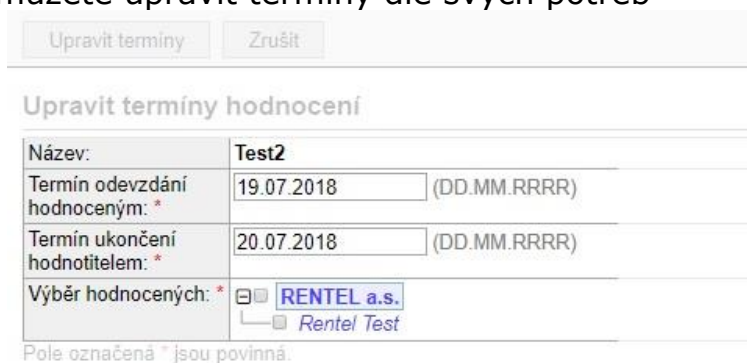 můžete upravit termíny dle svých potřeb
Upravit termíny Zrušit
Upravit termíny hodnocení
Název: Test2
Termín odevzdání
hodnoceným: * 19.07.2018 (DD.MM.RRRR)
Termín ukončení
hodnotitelem: * 20.07.2018 (DD.MM.RRRR)
Výběr hodnocených: * RENTEL a.s.
Rentel Test
Pole označená * jsou povinná.